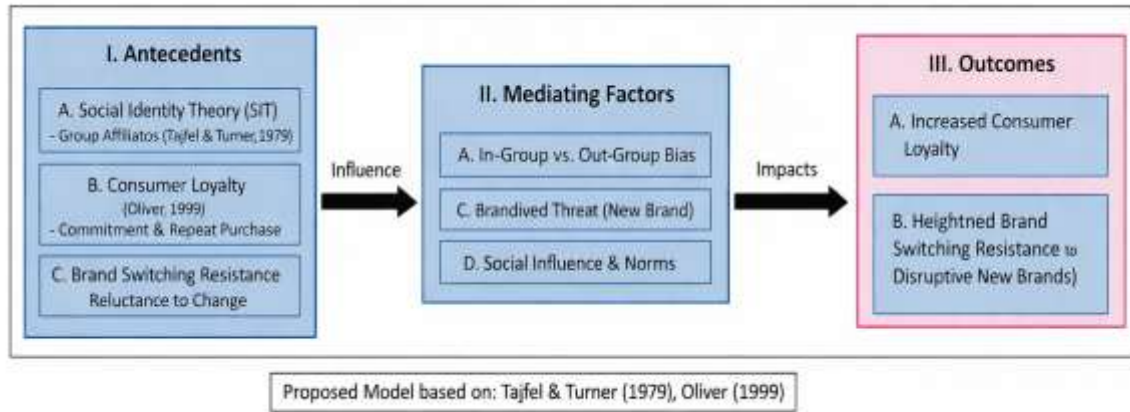 I. Antecedents
A. Social Identity Theory (SIT)
- Group Affiliatos (Tajfel & Turner, 1979)
B. Consumer Loyalty
(Oliver, 1999)
- Commitment & Repeat Purchase
C. Brand Switching Resistance
Reluctance to Change
Influence
II. Mediating Factors
A. In-Group vs. Out-Group Bias
C. Brandived Threat (New Brand)
D. Social Influence & Norms
Impacts
III. Outcomes
A. Increased Consumer
Loyalty
B. Heightned Brand
Switching Resistance to
Disruptive New Brands)
Proposed Model based on: Tajfel & Turner (1979), Oliver (1999)